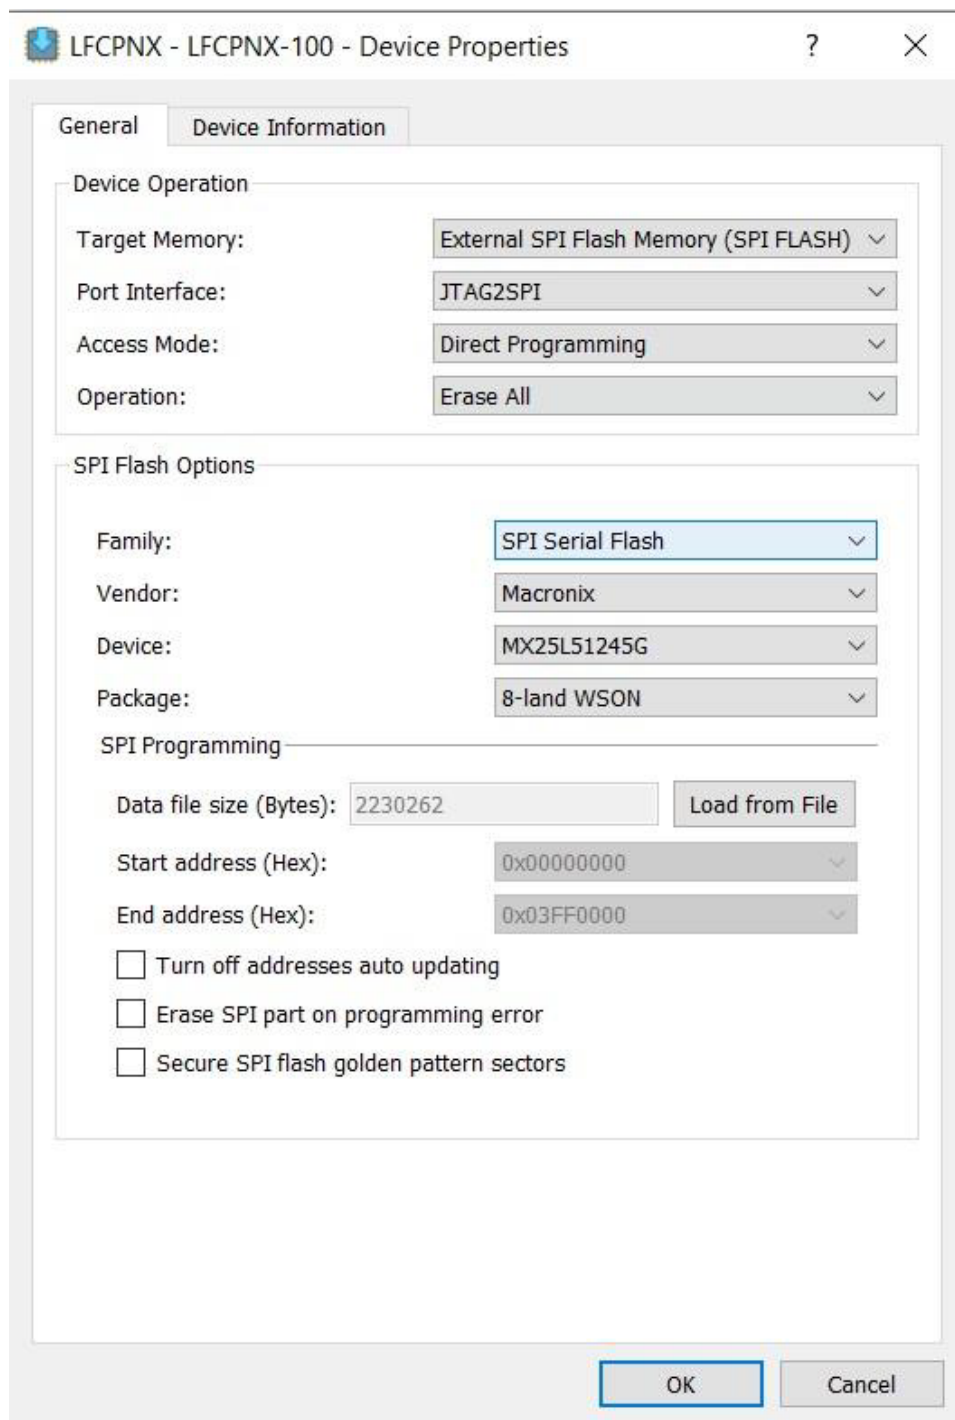 LFCPNX - LFCPNX-100 - Device Properties ?
General Device Information
Device Operation
Target Memory: External SPI Flash Memory (SPI FLASH)
Port Interface: JTAG2SPI
Access Mode: Direct Programming
Operation: Erase All
SPI Flash Options
Family: SPI Serial Flash
Vendor: Macronix
Device: MX25L51245G
Package: 8-land WSON
SPI Programming
Data file size (Bytes): 2230262 Load from File
Start address (Hex): 0x00000000
End address (Hex): 0x03FF0000
Turn off addresses auto updating
Erase SPI part on programming error
Secure SPI flash golden pattern sectors
OK Cancel